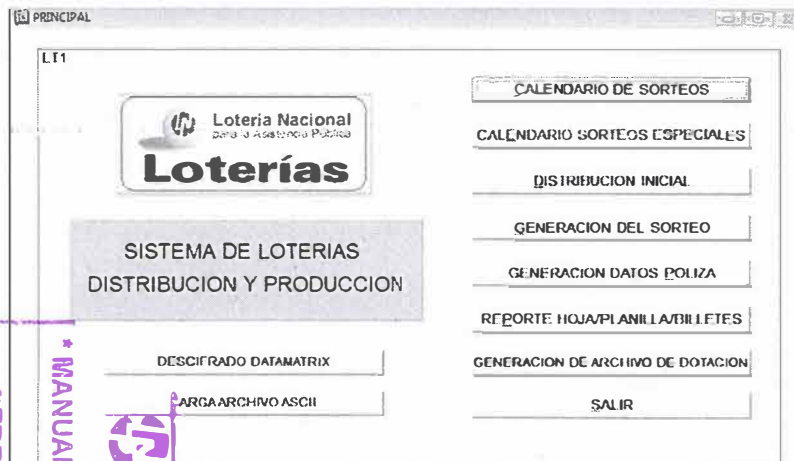 PRINCIPAL
LI1
Lotería Nacional
para la Asistencia Pública
Loterías
SISTEMA DE LOTERIAS
DISTRIBUCION Y PRODUCCION
DESCIFRADO DATAMATRIX
ARGA ARCHIVO ASCII
CALENDARIO DE SORTEOS
CALENDARIO SORTEOS ESPECIALES
DISTRIBUCION INICIAL
GENERACION DEL SORTEO
GENERACION DATOS POLIZA
REPORTE HOJA/PLANILLA/BILLETES
GENERACION DE ARCHIVO DE DOTACION
SALIR
* MANUAL